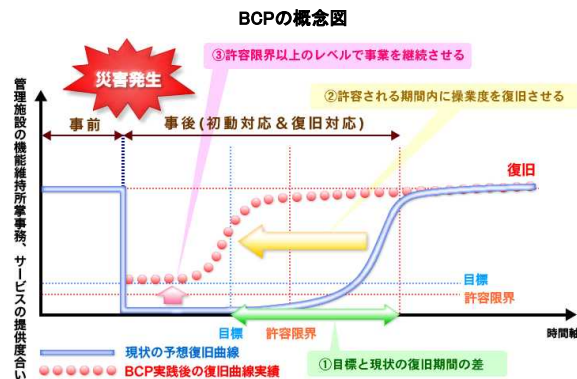 BCPの概念図
③許容限界以上のレベルで事業を継続させる
災害発生
②許容される期間内に操業度を復旧させる
事前
事後(初動対応&復旧対応)
復旧
管理施設の機能維持所掌事務、サービスの提供度合い
目標
許容限界
目標
許容限界
時間軸
現状の予想復旧曲線
①目標と現状の復旧期間の差
BCP実践後の復旧曲線実績